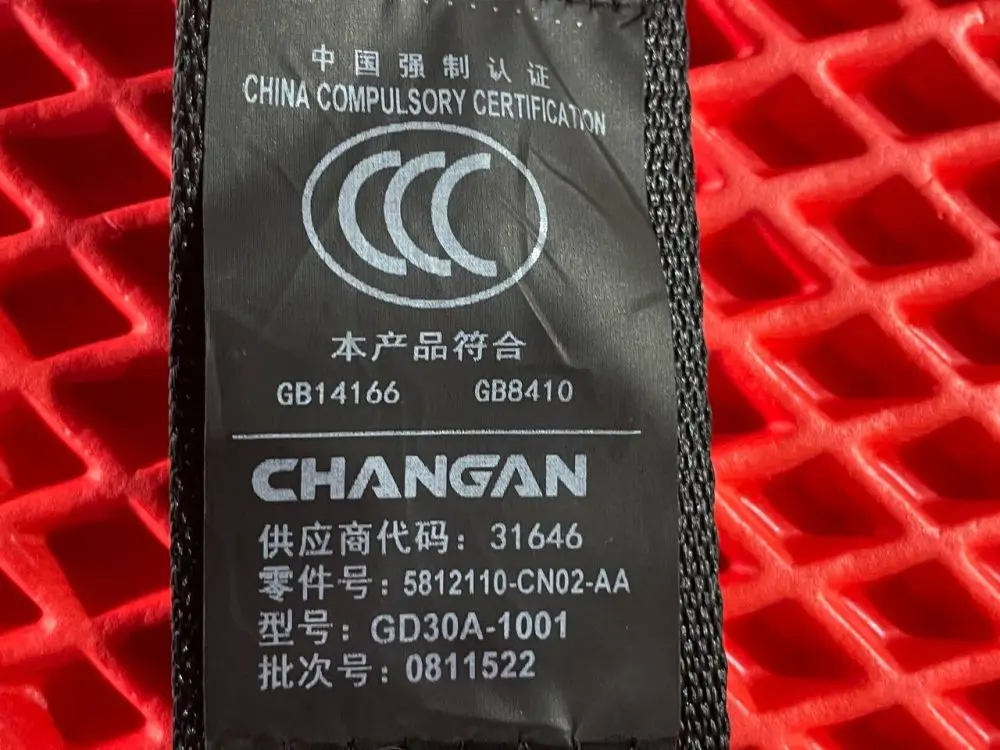 中国强制认证
CHINA COMPULSORY CERTIFICATION
CCC
本产品符合
GB14166 GB8410
CHANGAN
供应商代码：31646
零件号：5812110-CN02-AA
型号：GD30A-1001
批次号：0811522